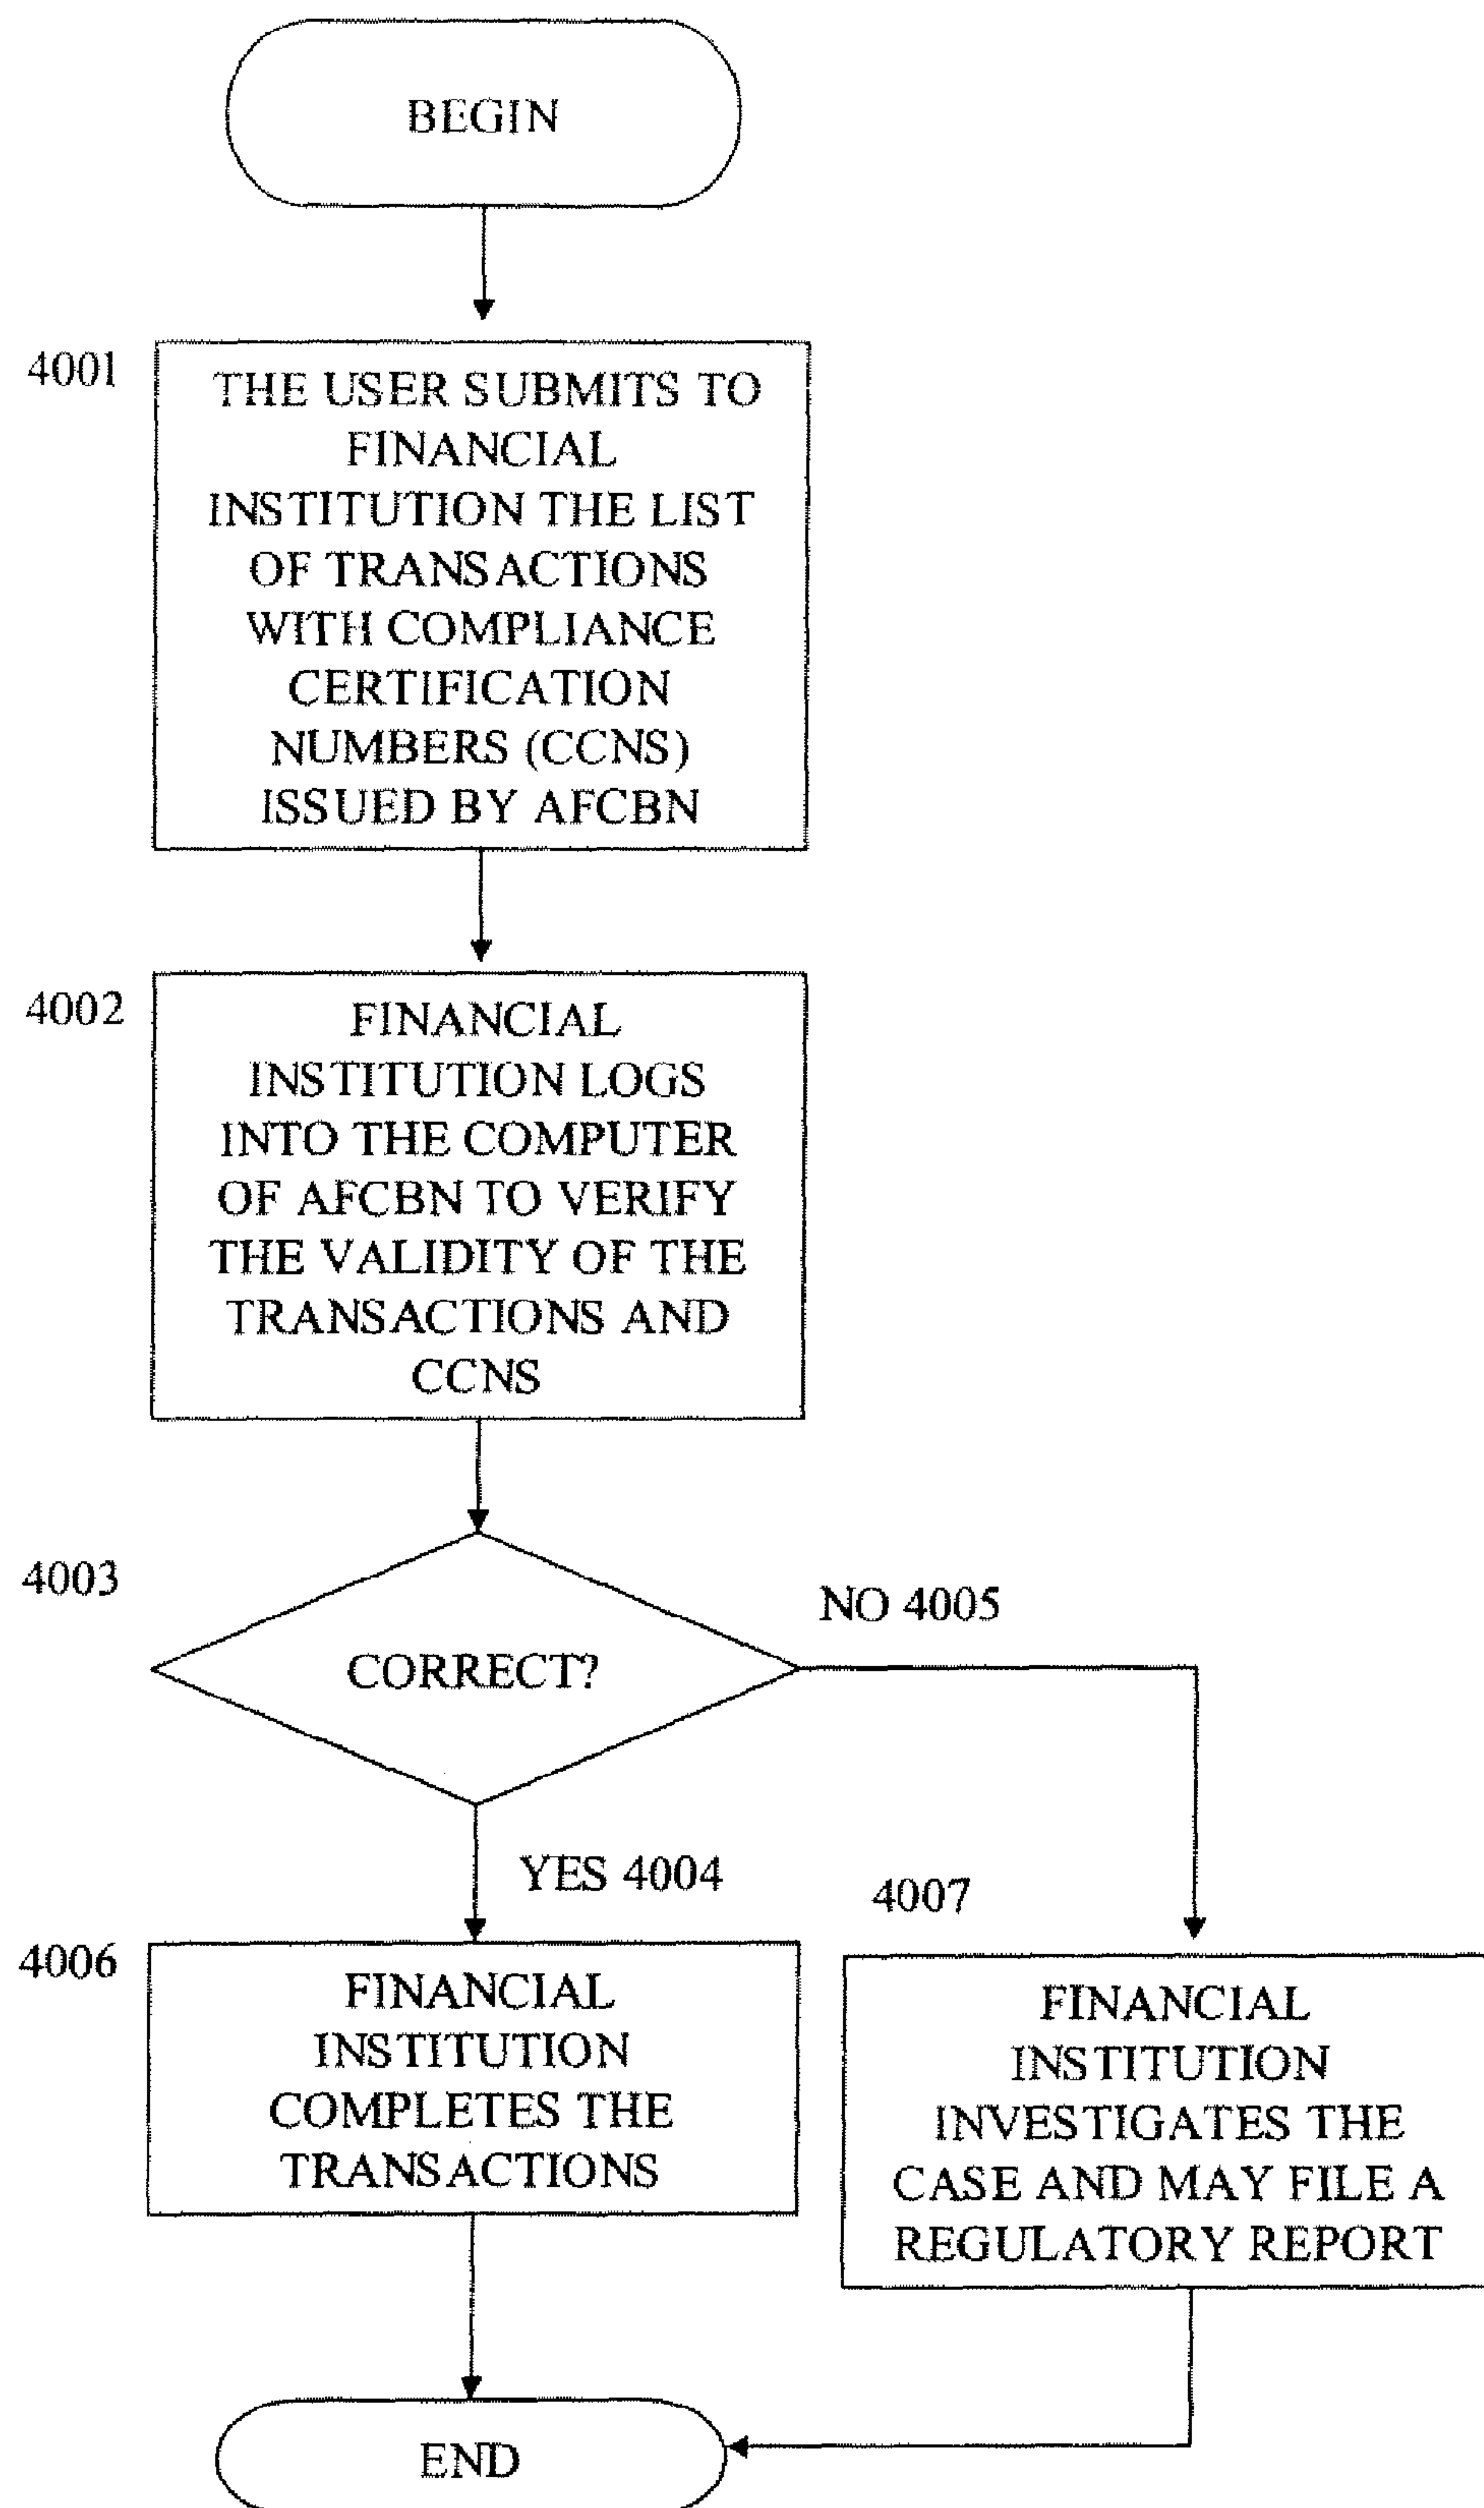 BEGIN
4001
THE USER SUBMITS TO
FINANCIAL
INSTITUTION THE LIST
OF TRANSACTIONS
WITH COMPLIANCE
CERTIFICATION
NUMBERS (CCNS)
ISSUED BY AFCBN
4002
FINANCIAL
INSTITUTION LOGS
INTO THE COMPUTER
OF AFCBN TO VERIFY
THE VALIDITY OF THE
TRANSACTIONS AND
CCNS
4003
CORRECT?
NO 4005
YES 4004
4006
FINANCIAL
INSTITUTION
COMPLETES THE
TRANSACTIONS
4007
FINANCIAL
INSTITUTION
INVESTIGATES THE
CASE AND MAY FILE A
REGULATORY REPORT
END